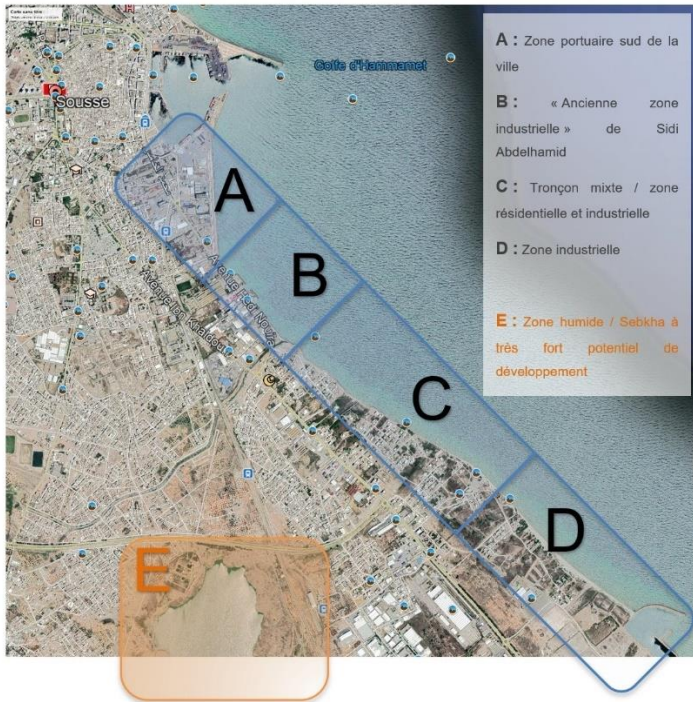 Sousse
Golfe d'Hammamet
A : Zone portuaire sud de la
ville
B : « Ancienne zone
industrielle » de Sidi
Abdelhamid
C : Tronçon mixte / zone
résidentielle et industrielle
D : Zone industrielle
E : Zone humide / Sebkha à
très fort potentiel de
développement
A
B
C
D
E